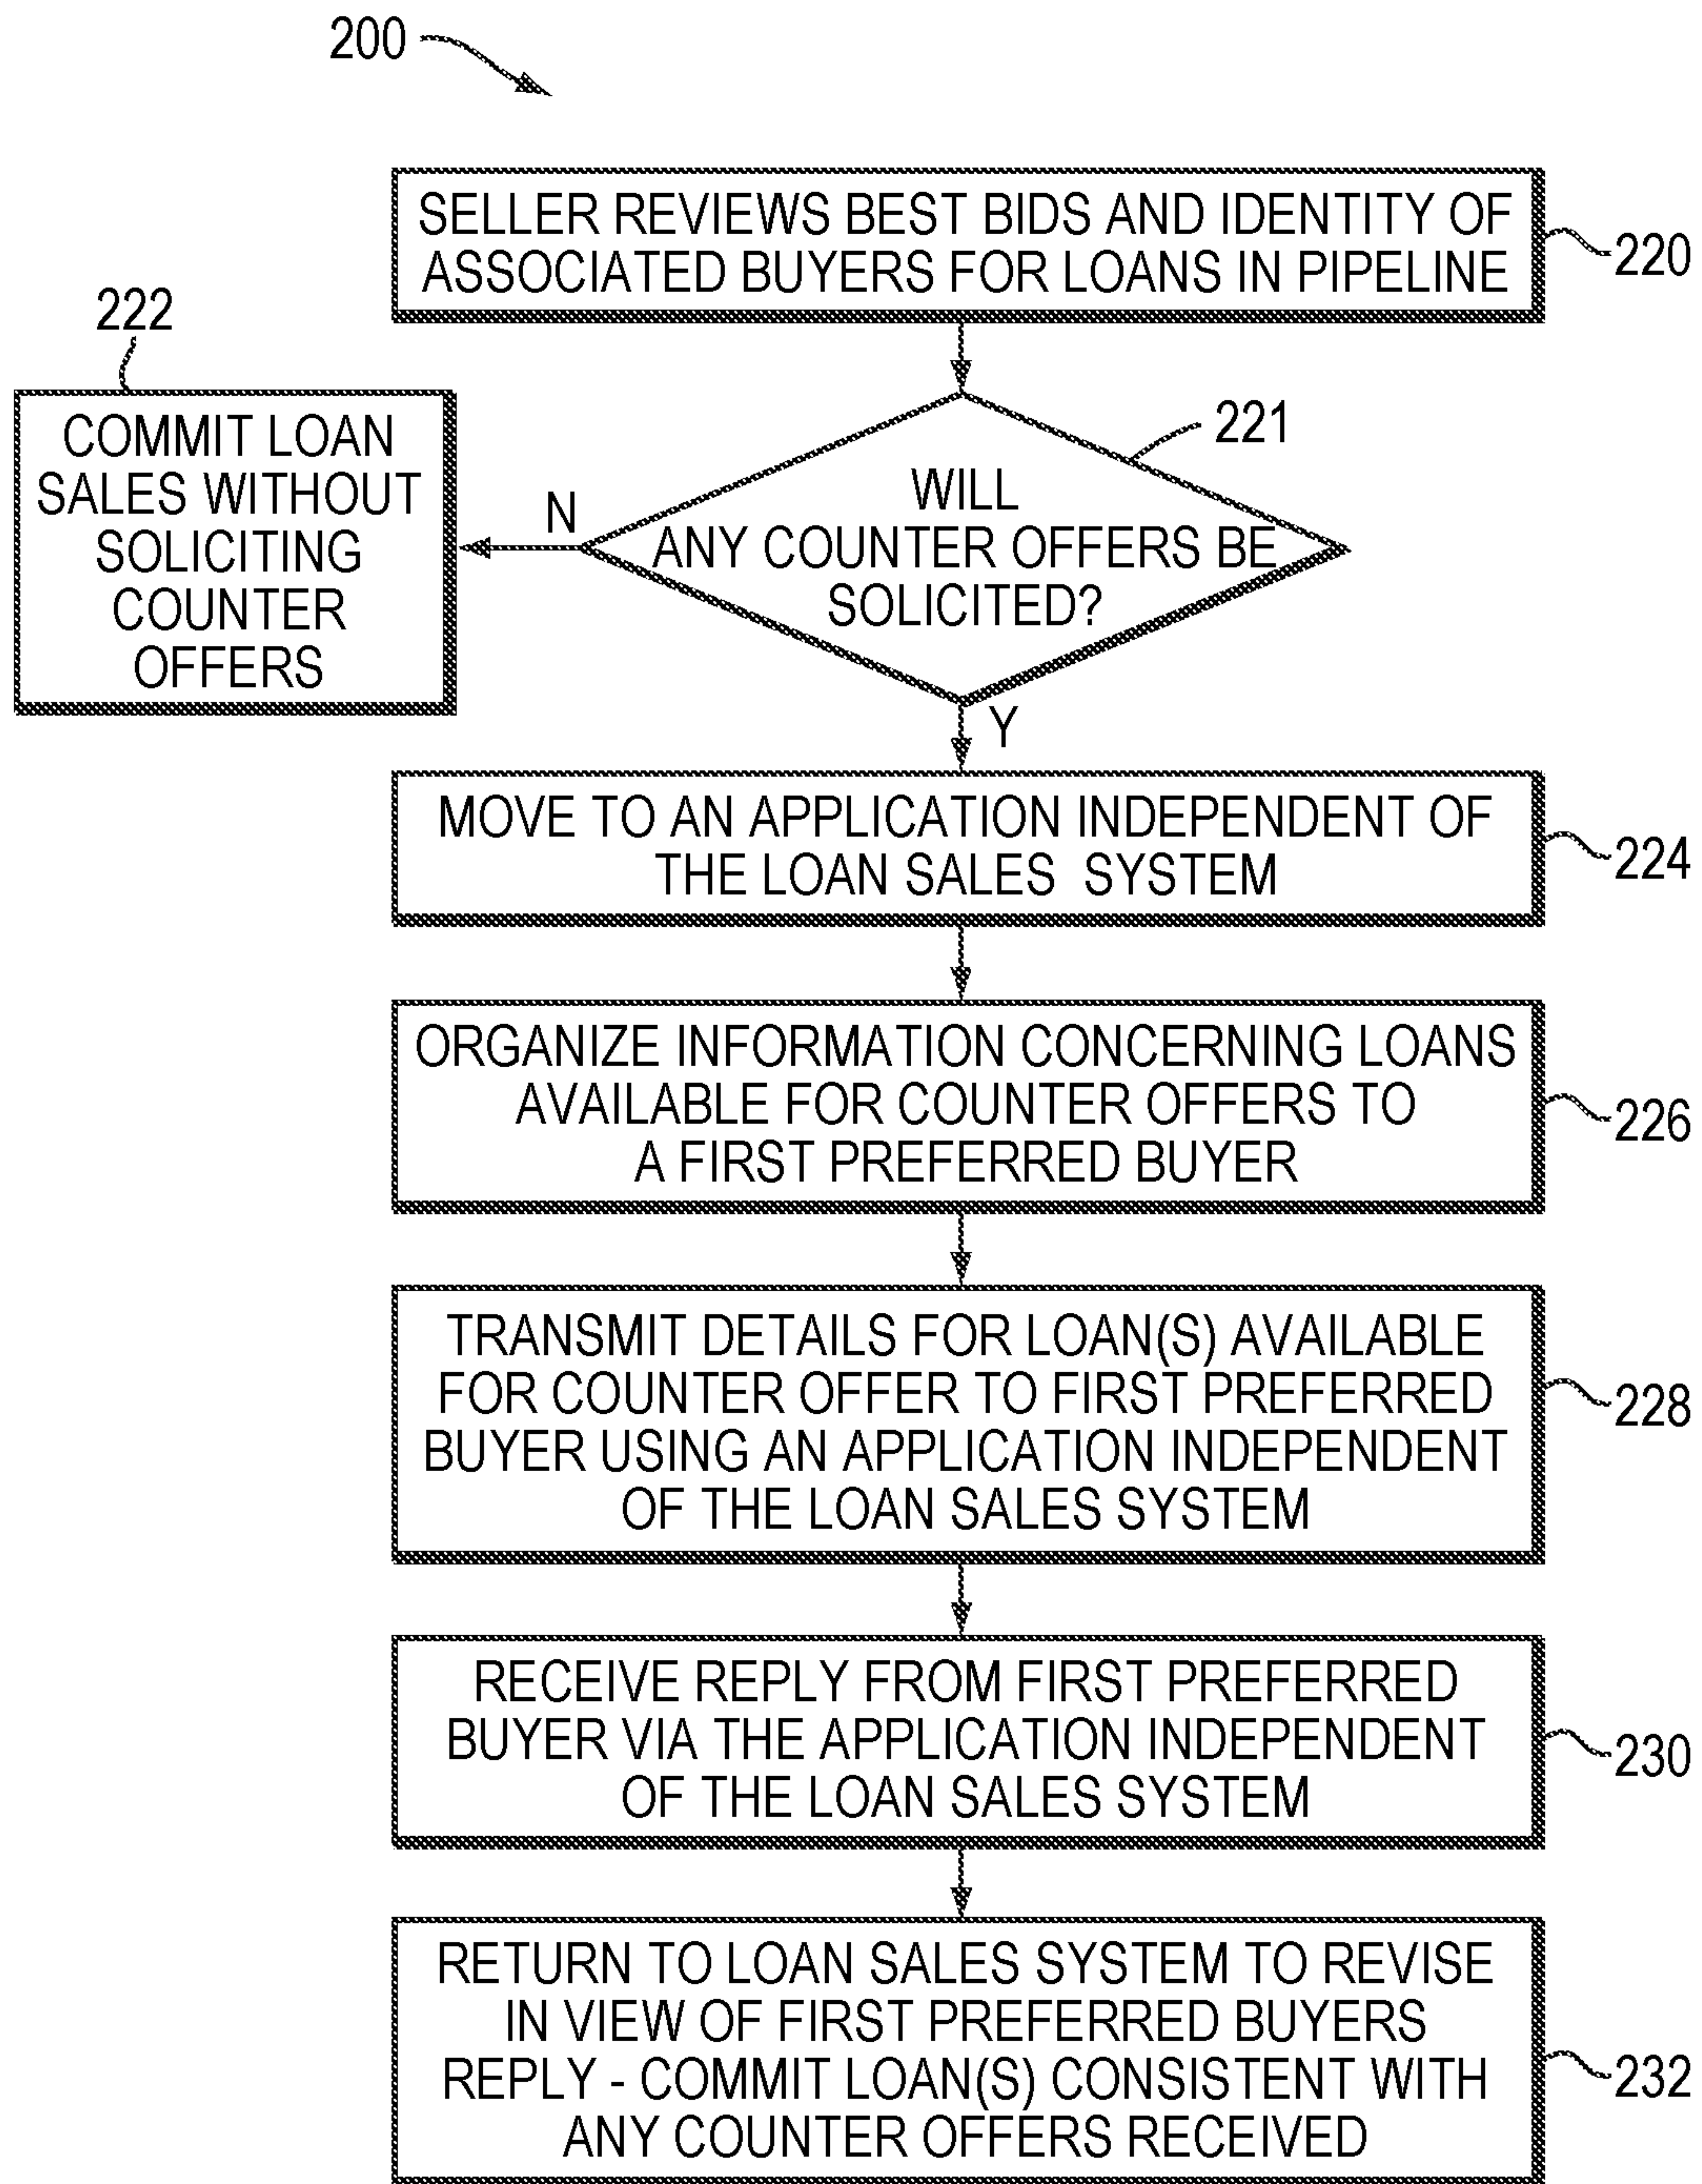 200
SELLER REVIEWS BEST BIDS AND IDENTITY OF
ASSOCIATED BUYERS FOR LOANS IN PIPELINE
220
222
COMMIT LOAN
SALES WITHOUT
SOLICITING
COUNTER
OFFERS
N
221
WILL
ANY COUNTER OFFERS BE
SOLICITED?
Y
MOVE TO AN APPLICATION INDEPENDENT OF
THE LOAN SALES SYSTEM
224
ORGANIZE INFORMATION CONCERNING LOANS
AVAILABLE FOR COUNTER OFFERS TO
A FIRST PREFERRED BUYER
226
TRANSMIT DETAILS FOR LOAN(S) AVAILABLE
FOR COUNTER OFFER TO FIRST PREFERRED
BUYER USING AN APPLICATION INDEPENDENT
OF THE LOAN SALES SYSTEM
228
RECEIVE REPLY FROM FIRST PREFERRED
BUYER VIA THE APPLICATION INDEPENDENT
OF THE LOAN SALES SYSTEM
230
RETURN TO LOAN SALES SYSTEM TO REVISE
IN VIEW OF FIRST PREFERRED BUYERS
REPLY - COMMIT LOAN(S) CONSISTENT WITH
ANY COUNTER OFFERS RECEIVED
232